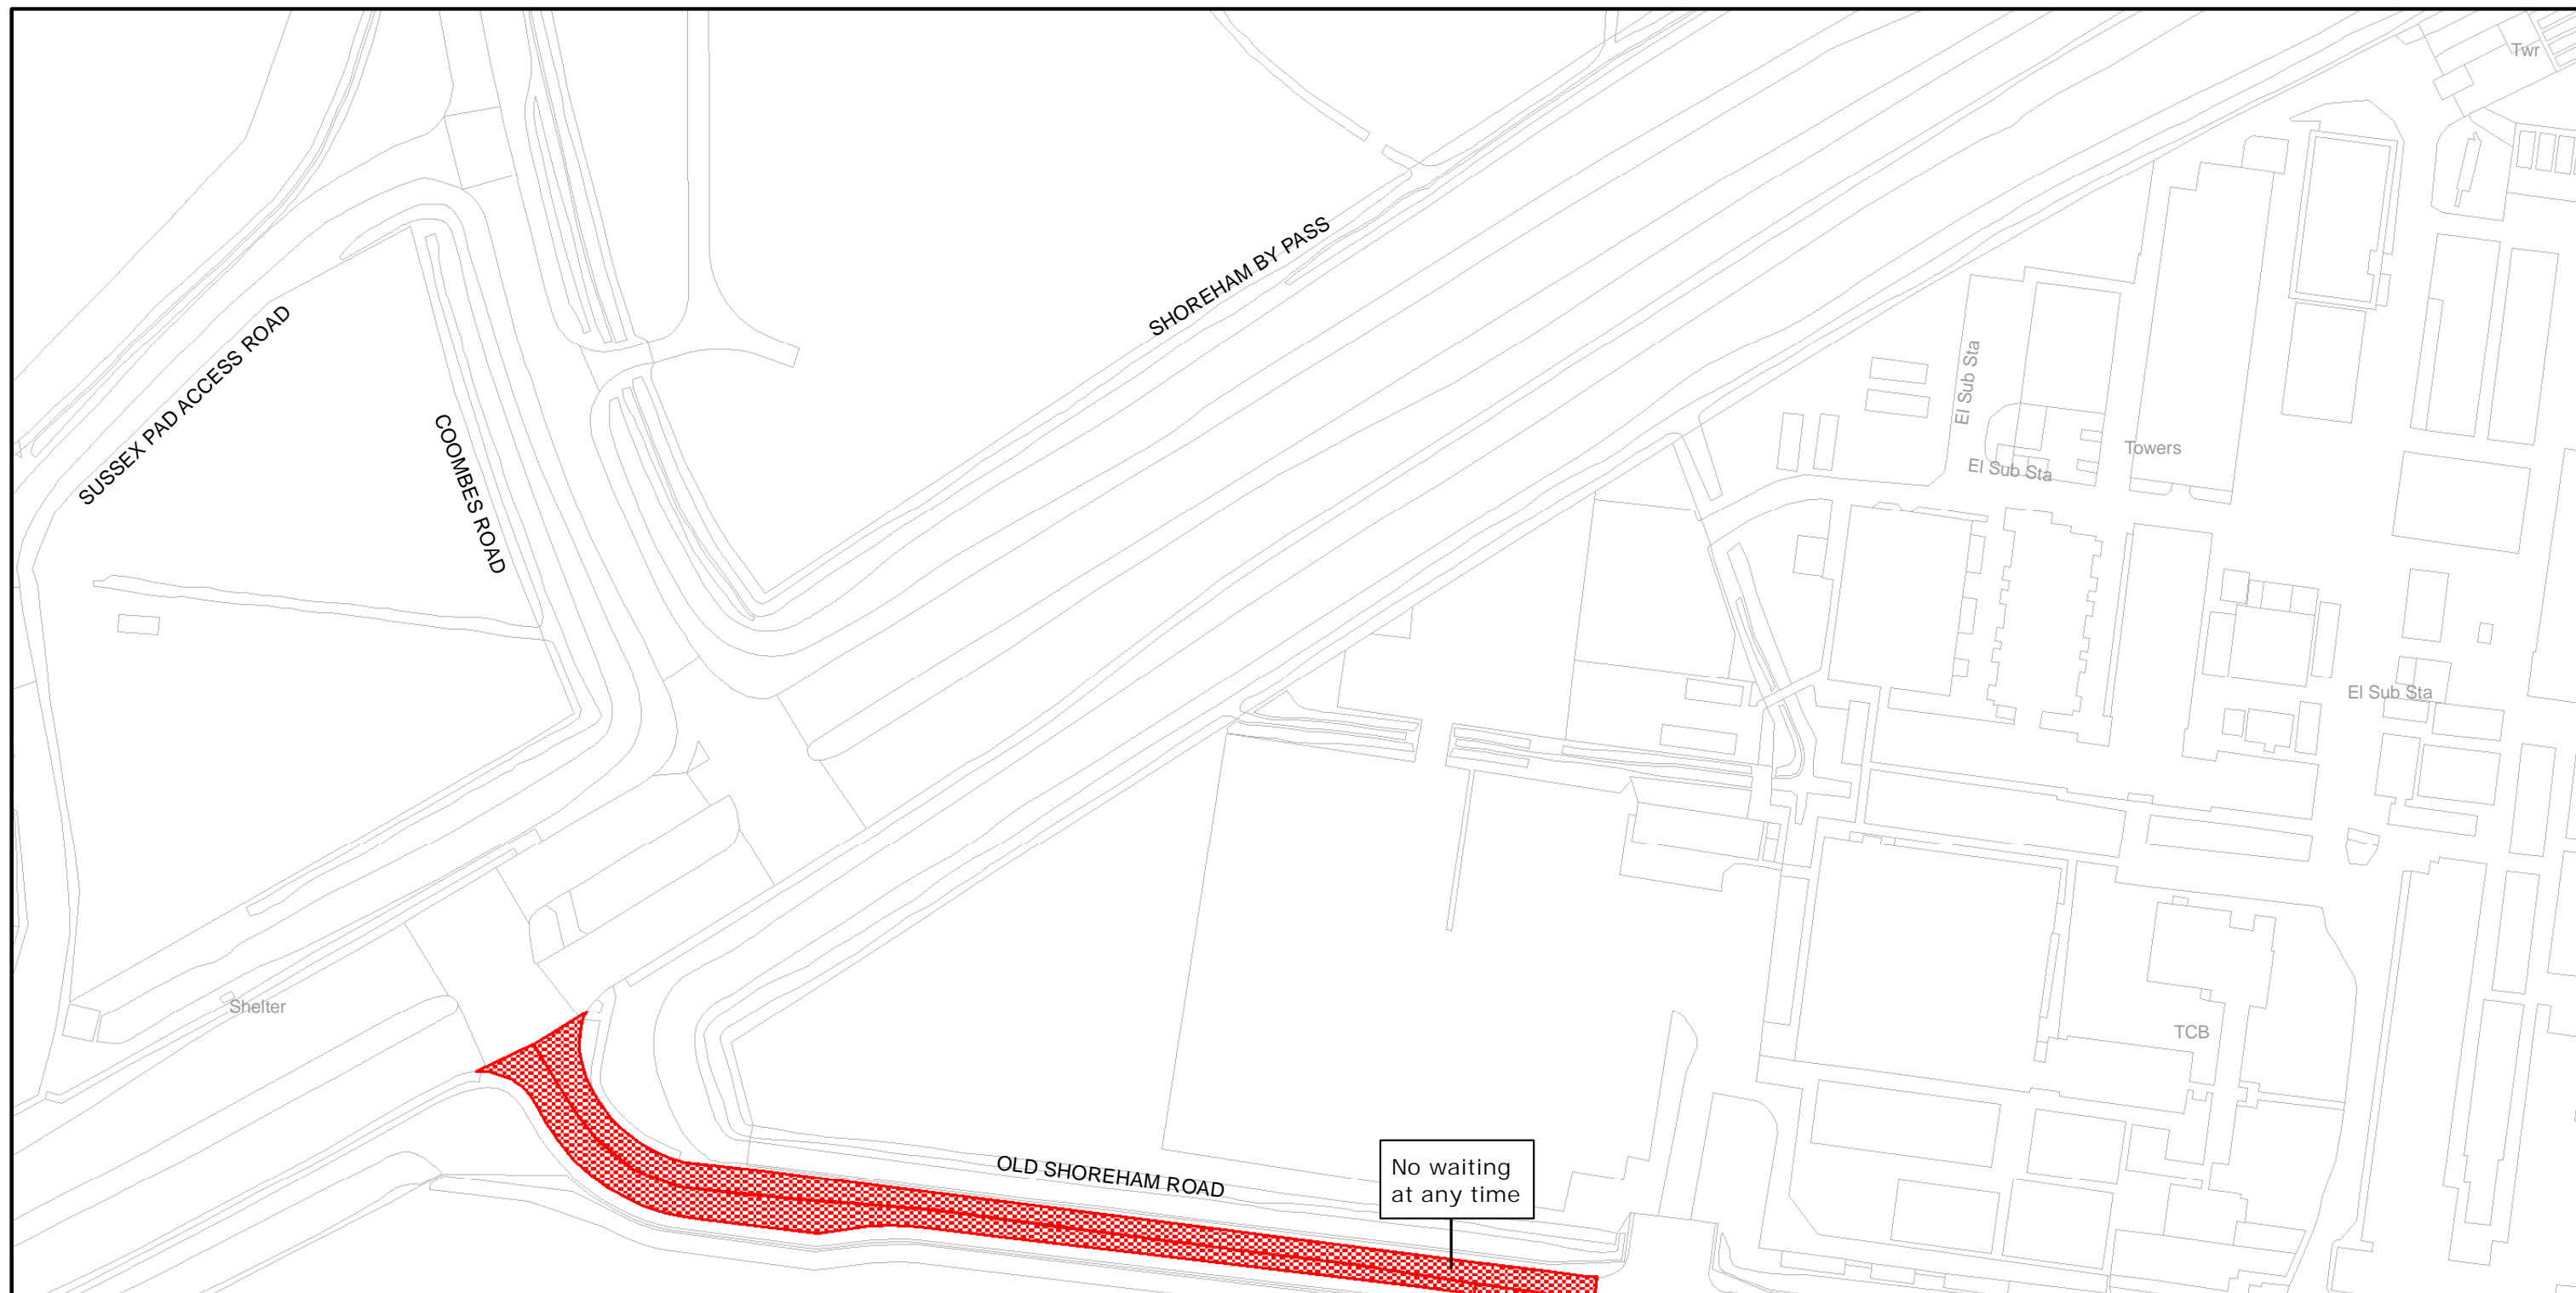 Twr
SHOREHAM BY PASS
SUSSEX PAD ACCESS ROAD
El Sub Sta
COOMBES ROAD
Towers
El Sub Sta
El Sub Sta
Shelter
TCB
OLD SHOREHAM ROAD
No waiting
at any time